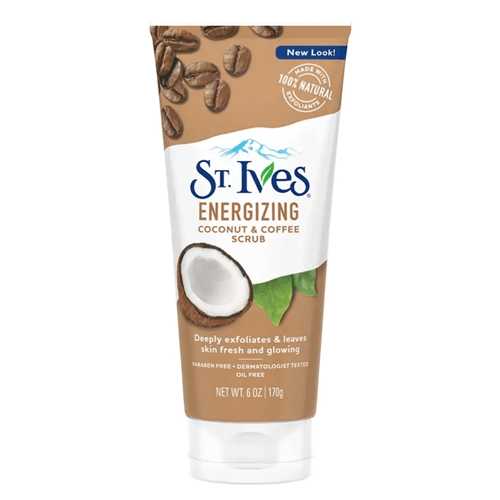 New Look!
MADE WITH
100% NATURAL
EXFOLIANTS
ST. IVES®
ENERGIZING
COCONUT & COFFEE
SCRUB
Deeply exfoliates & leaves
skin fresh and glowing
PARABEN FREE • DERMATOLOGIST TESTED
OIL FREE
NET WT. 6 OZ | 170g